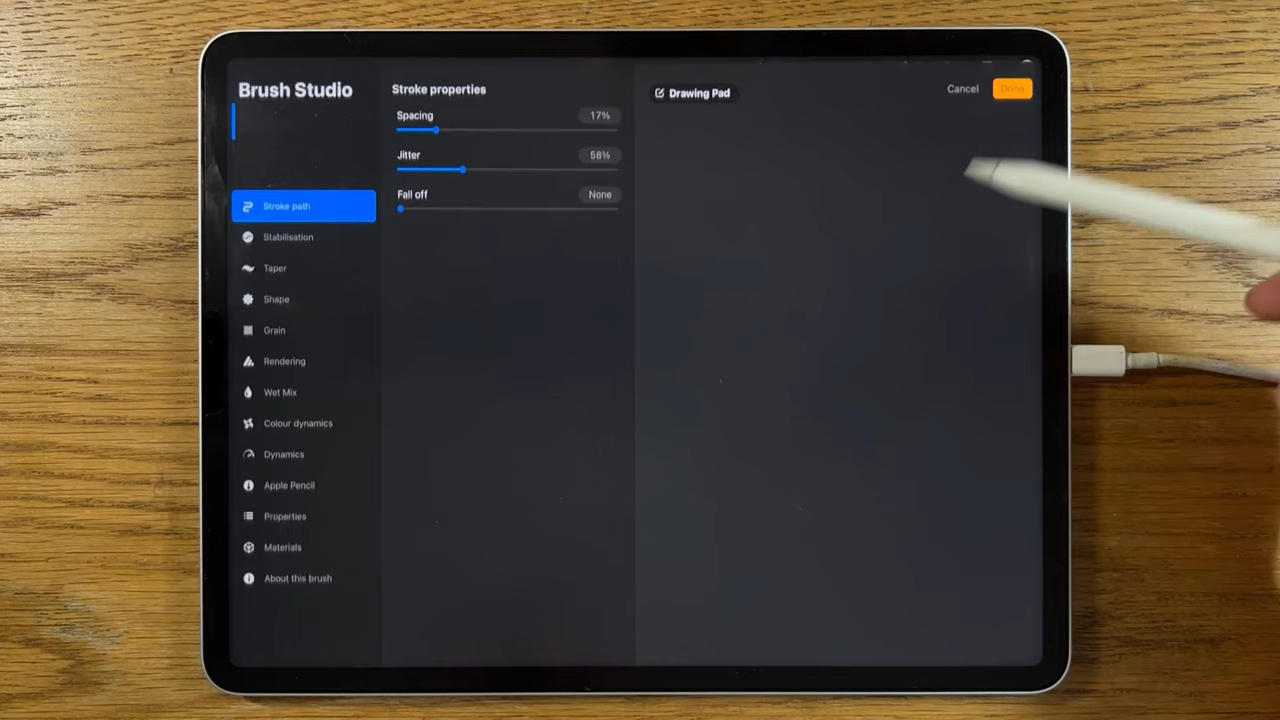 Brush Studio
Stroke path
Stabilisation
Taper
Shape
Grain
Rendering
Wet Mix
Colour dynamics
Dynamics
Apple Pencil
Properties
Materials
About this brush
Stroke properties
Spacing 17%
Jitter 58%
Fall off None
Drawing Pad
Cancel
Done